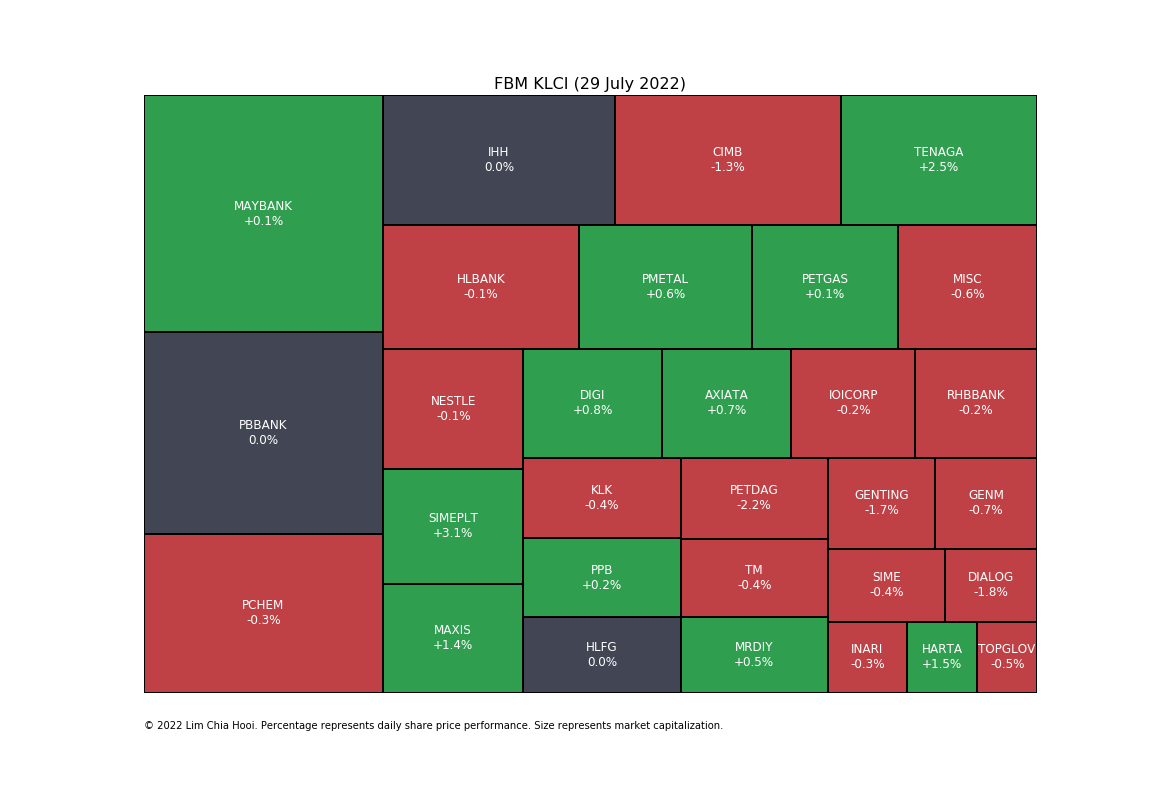 FBM KLCI (29 July 2022)
MAYBANK
+0.1%
PBBANK
0.0%
PCHEM
-0.3%
IHH
0.0%
CIMB
-1.3%
TENAGA
+2.5%
HLBANK
-0.1%
PMETAL
+0.6%
PETGAS
+0.1%
MISC
-0.6%
NESTLE
-0.1%
SIMEPLT
+3.1%
MAXIS
+1.4%
DIGI
+0.8%
AXIATA
+0.7%
IOICORP
-0.2%
RHBBANK
-0.2%
KLK
-0.4%
PPB
+0.2%
HLFG
0.0%
PETDAG
-2.2%
TM
-0.4%
MRDIY
+0.5%
GENTING
-1.7%
GENM
-0.7%
SIME
-0.4%
DIALOG
-1.8%
INARI
-0.3%
HARTA
+1.5%
TOPGLOV
-0.5%
© 2022 Lim Chia Hooi. Percentage represents daily share price performance. Size represents market capitalization.